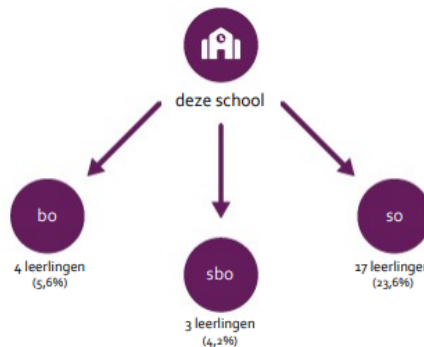 deze school
bo
4 leerlingen
(5,6%)
sbo
3 leerlingen
(4,2%)
so
17 leerlingen
(23,6%)